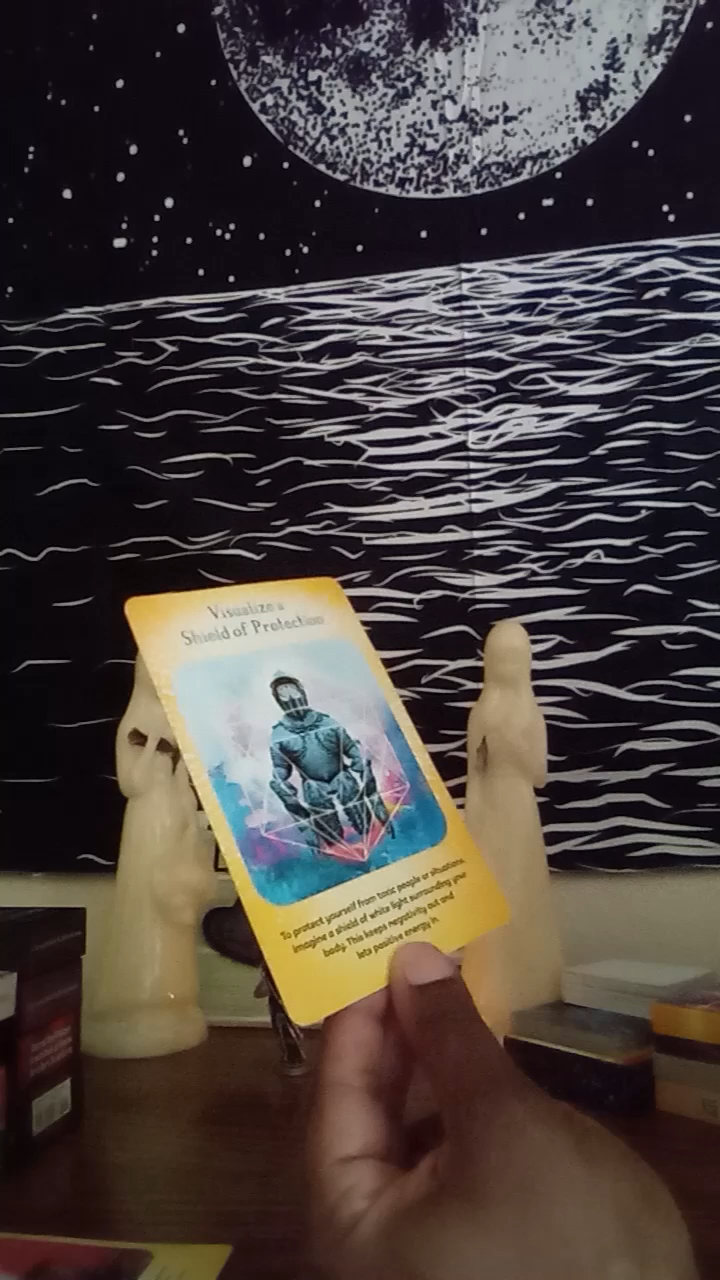 Visualize a
Shield of Protection
To protect yourself from toxic people or situations,
imagine a shield of white light surrounding your
body. This keeps negativity out and
lets positive energy in.